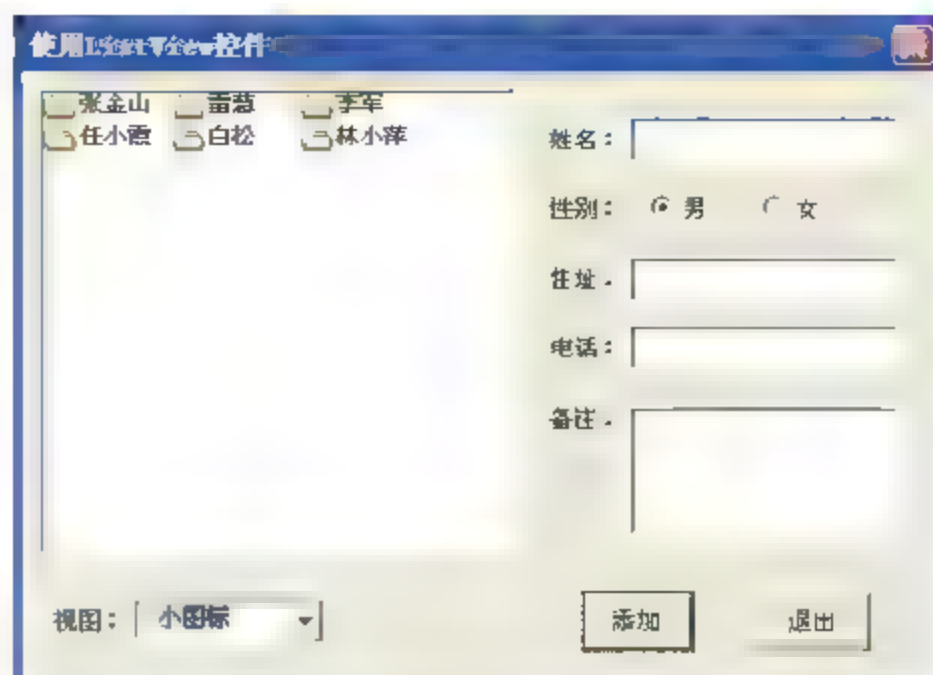 使用ListView控件
张金山 雷慧 李军
任小霞 白松 林小萍
姓名：
性别： 男 女
住址：
电话：
备注：
视图： 小图标
添加 退出